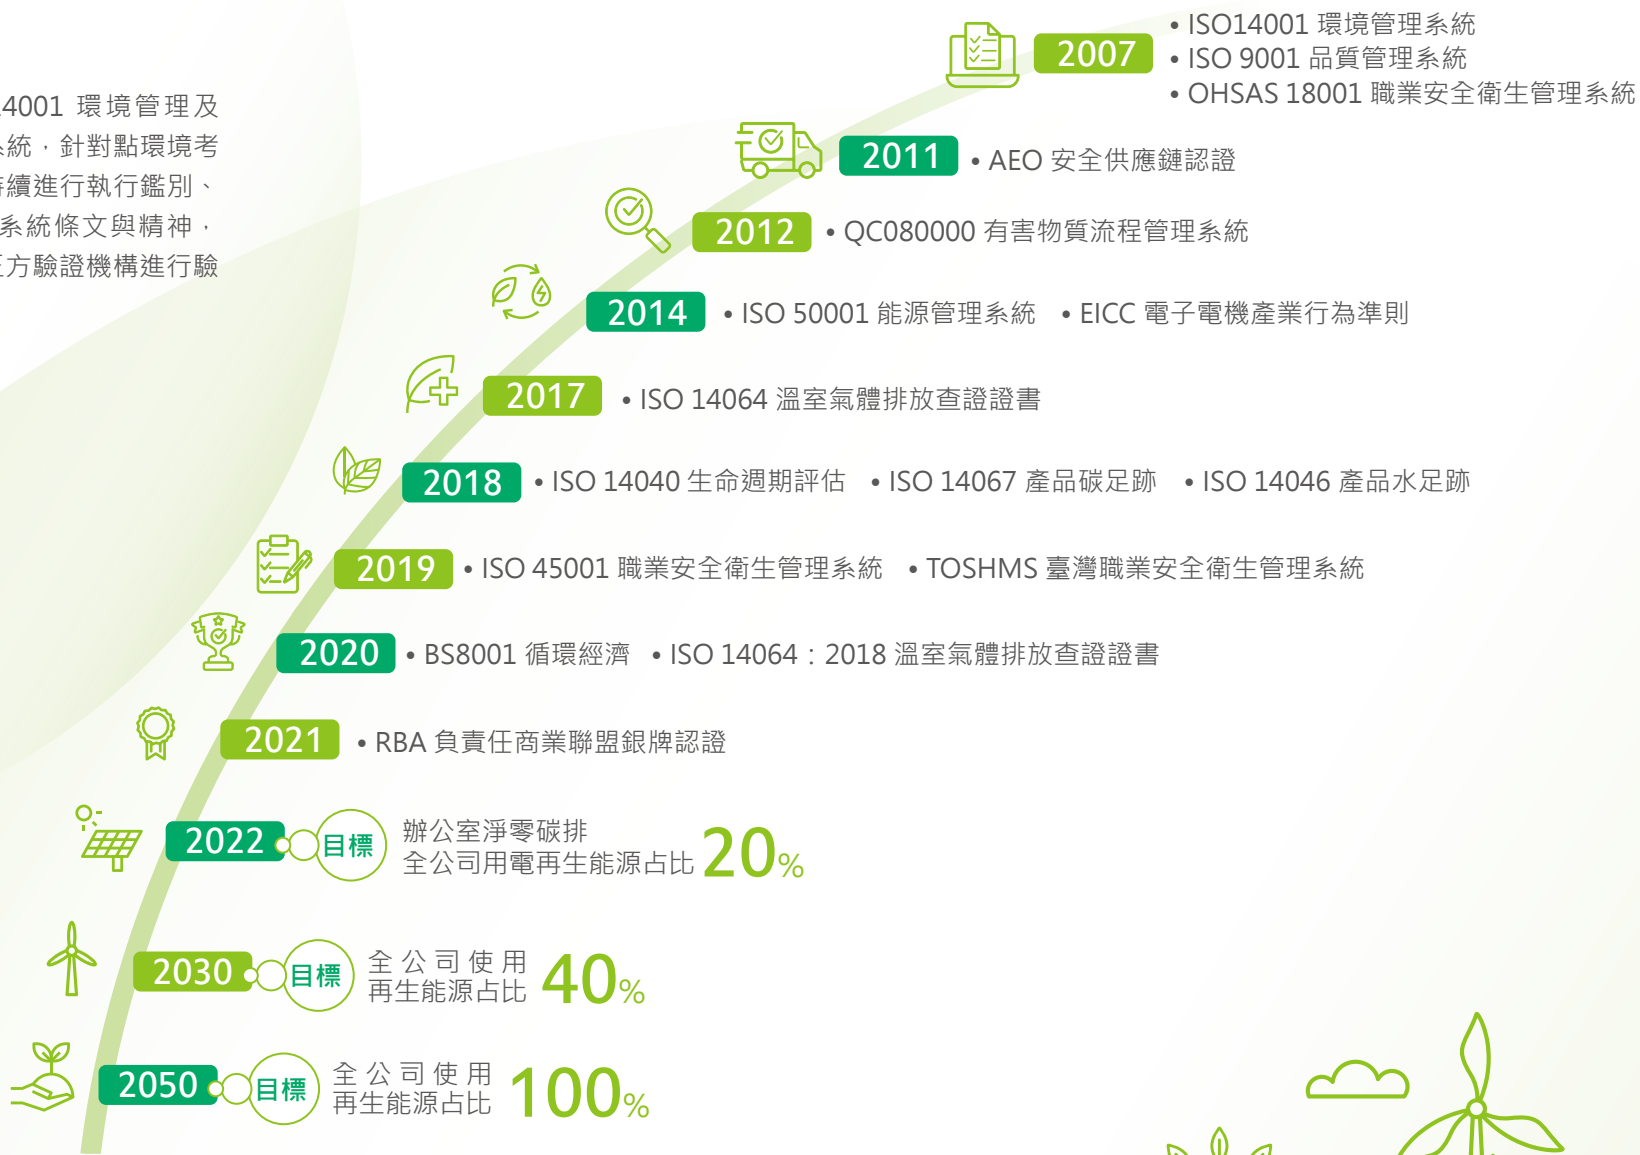 2007
• ISO14001 環境管理系統
• ISO 9001 品質管理系統
• OHSAS 18001 職業安全衛生管理系統
4001 環境管理及
系統，針對點環境考
持續進行執行鑑別、
系統條文與精神，
三方驗證機構進行驗
2011 • AEO 安全供應鏈認證
2012 • QC080000 有害物質流程管理系統
2014 • ISO 50001 能源管理系統 • EICC 電子電機產業行為準則
2017 • ISO 14064 溫室氣體排放查證證書
2018 • ISO 14040 生命週期評估 • ISO 14067 產品碳足跡 • ISO 14046 產品水足跡
2019 • ISO 45001 職業安全衛生管理系統 • TOSHMS 臺灣職業安全衛生管理系統
2020 • BS8001 循環經濟 • ISO 14064：2018 溫室氣體排放查證證書
2021 • RBA 負責任商業聯盟銀牌認證
2022 目標
辦公室淨零碳排
全公司用電再生能源占比 20%
2030 目標
全公司使用
再生能源占比 40%
2050 目標
全公司使用
再生能源占比 100%